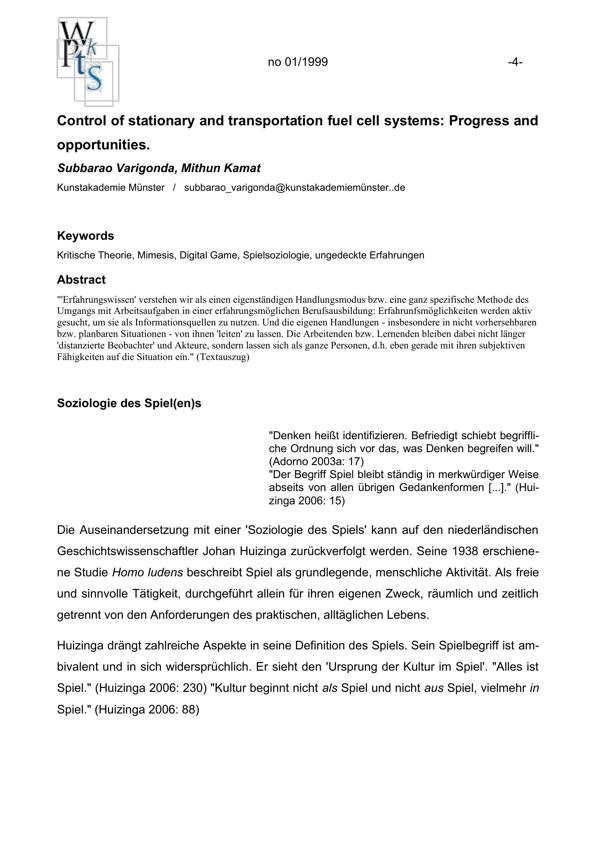 W
P k
t s
S
no 01/1999 -4-
Control of stationary and transportation fuel cell systems: Progress and
opportunities.
Subbarao Varigonda, Mithun Kamat
Kunstakademie Münster / subbarao_varigonda@kunstakademiemünster..de
Keywords
Kritische Theorie, Mimesis, Digital Game, Spielsoziologie, ungedeckte Erfahrungen
Abstract
"'Erfahrungswissen' verstehen wir als einen eigenständigen Handlungsmodus bzw. eine ganz spezifische Methode des
Umgangs mit Arbeitsaufgaben in einer erfahrungsmöglichen Berufsausbildung: Erfahrunfsmöglichkeiten werden aktiv
gesucht, um sie als Informationsquellen zu nutzen. Und die eigenen Handlungen - insbesondere in nicht vorhersehbaren
bzw. planbaren Situationen - von ihnen 'leiten' zu lassen. Die Arbeitenden bzw. Lernenden bleiben dabei nicht länger
'distanzierte Beobachter' und Akteure, sondern lassen sich als ganze Personen, d.h. eben gerade mit ihren subjektiven
Fähigkeiten auf die Situation ein." (Textauszug)
Soziologie des Spiel(en)s
"Denken heißt identifizieren. Befriedigt schiebt begriffli-
che Ordnung sich vor das, was Denken begreifen will."
(Adorno 2003a: 17)
"Der Begriff Spiel bleibt ständig in merkwürdiger Weise
abseits von allen übrigen Gedankenformen [...]." (Hui-
zinga 2006: 15)
Die Auseinandersetzung mit einer 'Soziologie des Spiels' kann auf den niederländischen
Geschichtswissenschaftler Johan Huizinga zurückverfolgt werden. Seine 1938 erschiene-
ne Studie Homo ludens beschreibt Spiel als grundlegende, menschliche Aktivität. Als freie
und sinnvolle Tätigkeit, durchgeführt allein für ihren eigenen Zweck, räumlich und zeitlich
getrennt von den Anforderungen des praktischen, alltäglichen Lebens.
Huizinga drängt zahlreiche Aspekte in seine Definition des Spiels. Sein Spielbegriff ist am-
bivalent und in sich widersprüchlich. Er sieht den 'Ursprung der Kultur im Spiel'. "Alles ist
Spiel." (Huizinga 2006: 230) "Kultur beginnt nicht als Spiel und nicht aus Spiel, vielmehr in
Spiel." (Huizinga 2006: 88)